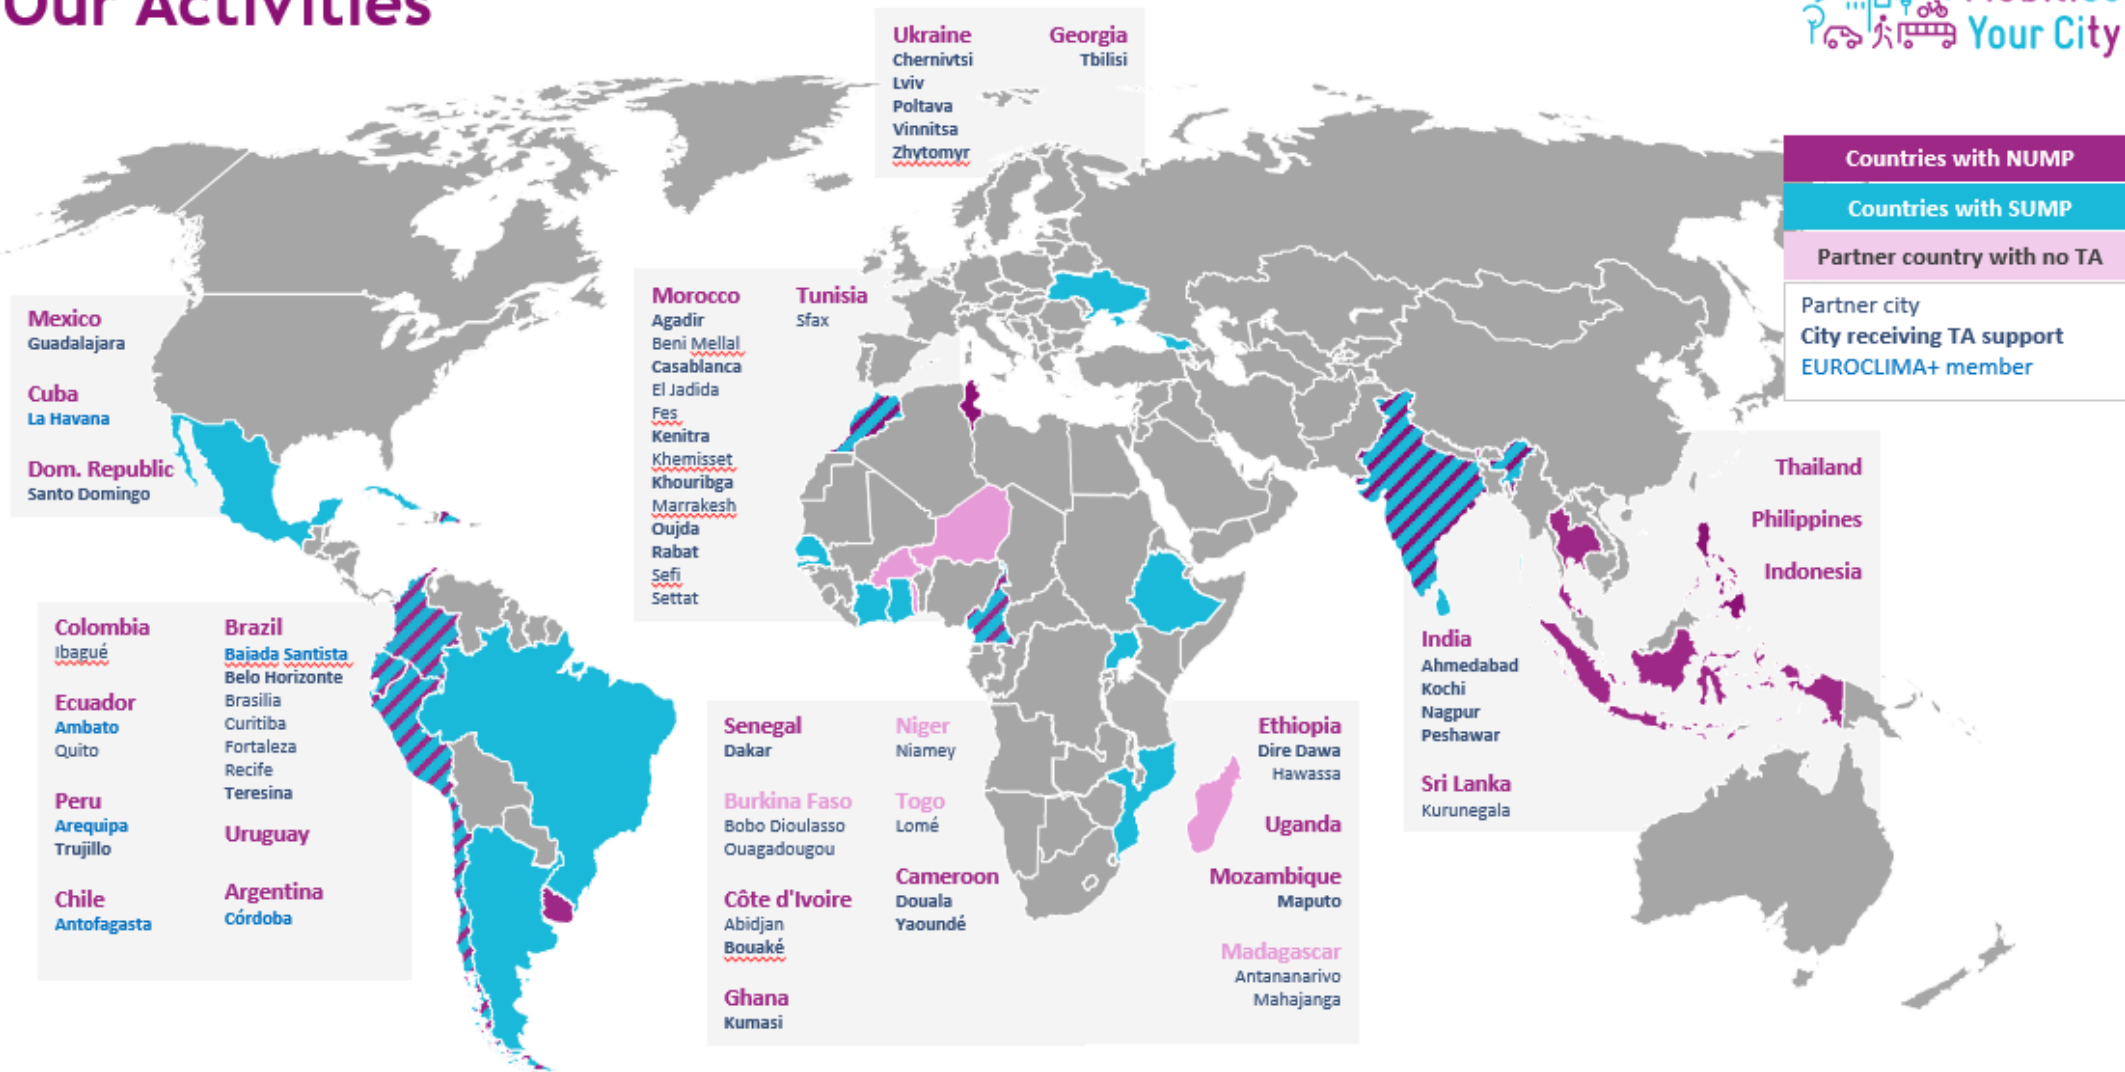 Our Activities
Your City
Ukraine
Chernivtsi
Lviv
Poltava
Vinnitsa
Zhytomyr
Georgia
Tbilisi
Countries with NUMP
Countries with SUMP
Partner country with no TA
Partner city
City receiving TA support
EUROCLIMA+ member
Mexico
Guadalajara
Cuba
La Havana
Dom. Republic
Santo Domingo
Morocco
Agadir
Beni Mellal
Casablanca
El Jadida
Fes
Kenitra
Khemisset
Khouribga
Marrakesh
Oujda
Rabat
Sefi
Settat
Tunisia
Sfax
Thailand
Philippines
Indonesia
Colombia
Ibagué
Ecuador
Ambato
Quito
Peru
Arequipa
Trujillo
Chile
Antofagasta
Brazil
Baiada Santista
Belo Horizonte
Brasilia
Curitiba
Fortaleza
Recife
Teresina
Uruguay
Argentina
Córdoba
Senegal
Dakar
Burkina Faso
Bobo Dioulasso
Ouagadougou
Côte d'Ivoire
Abidjan
Bouaké
Ghana
Kumasi
Niger
Niamey
Togo
Lomé
Cameroon
Douala
Yaoundé
Ethiopia
Dire Dawa
Hawassa
Uganda
Mozambique
Maputo
Madagascar
Antananarivo
Mahajanga
India
Ahmedabad
Kochi
Nagpur
Peshawar
Sri Lanka
Kurunegala